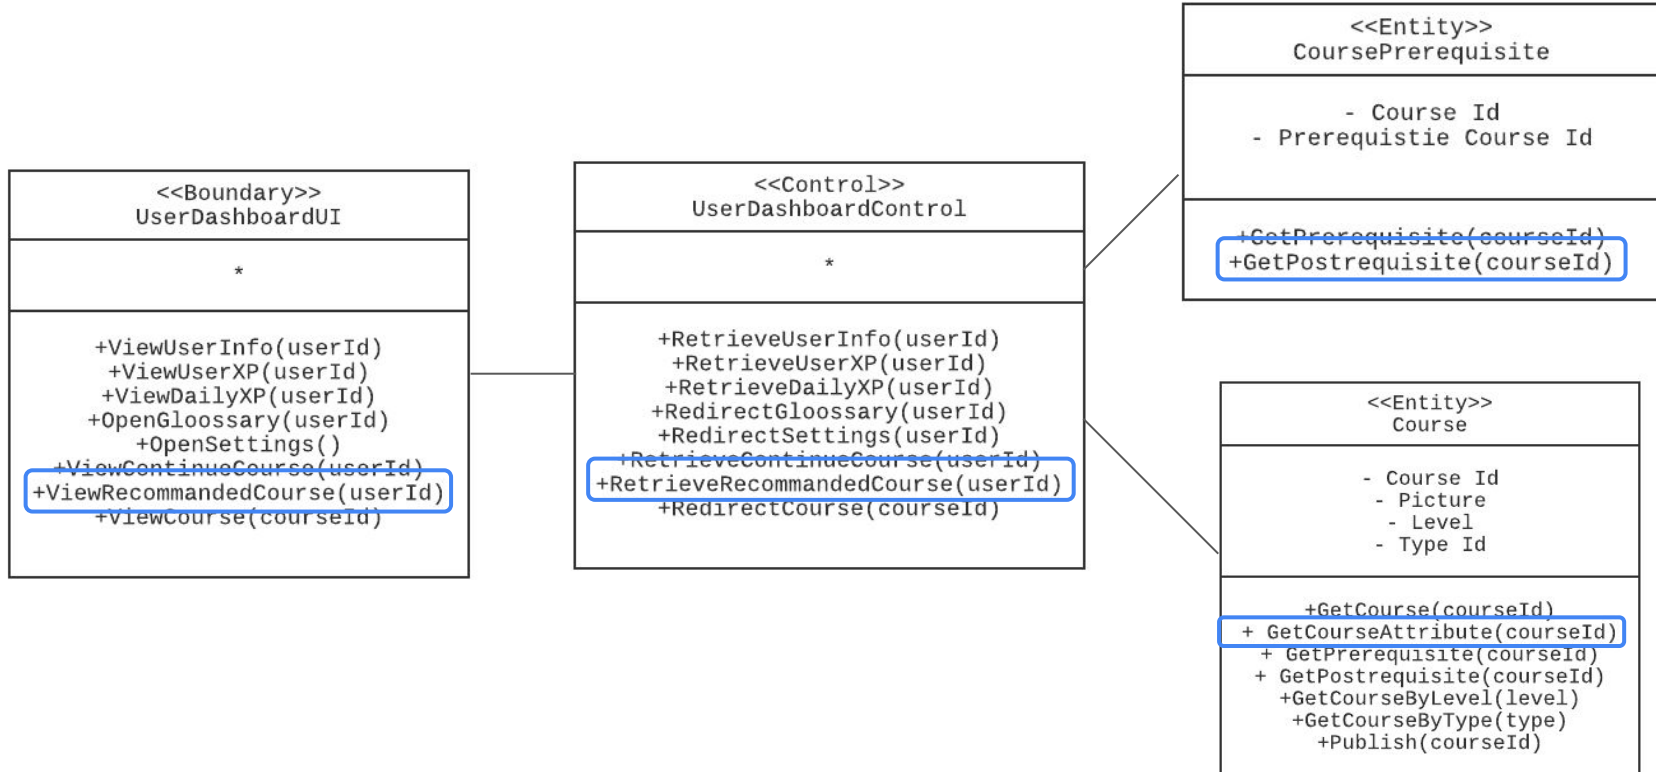 <<Boundary>>
UserDashboardUI
*
+ViewUserInfo(userId)
+ViewUserXP(userId)
+ViewDailyXP(userId)
+OpenGloossary(userId)
+OpenSettings()
+ViewContinueCourse(userId)
+ViewRecommandedCourse(userId)
+ViewCourse(courseId)
<<Control>>
UserDashboardControl
*
+RetrieveUserInfo(userId)
+RetrieveUserXP(userId)
+RetrieveDailyXP(userId)
+RedirectGloossary(userId)
+RedirectSettings(userId)
+RetrieveContinueCourse(userId)
+RetrieveRecommandedCourse(userId)
+RedirectCourse(courseId)
<<Entity>>
CoursePrerequisite
- Course Id
- Prerequistie Course Id
+GetPrerequisite(courseId)
+GetPostrequisite(courseId)
<<Entity>>
Course
- Course Id
- Picture
- Level
- Type Id
+GetCourse(courseId)
+ GetCourseAttribute(courseId)
+ GetPrerequisite(courseId)
+ GetPostrequisite(courseId)
+GetCourseByLevel(level)
+GetCourseByType(type)
+Publish(courseId)